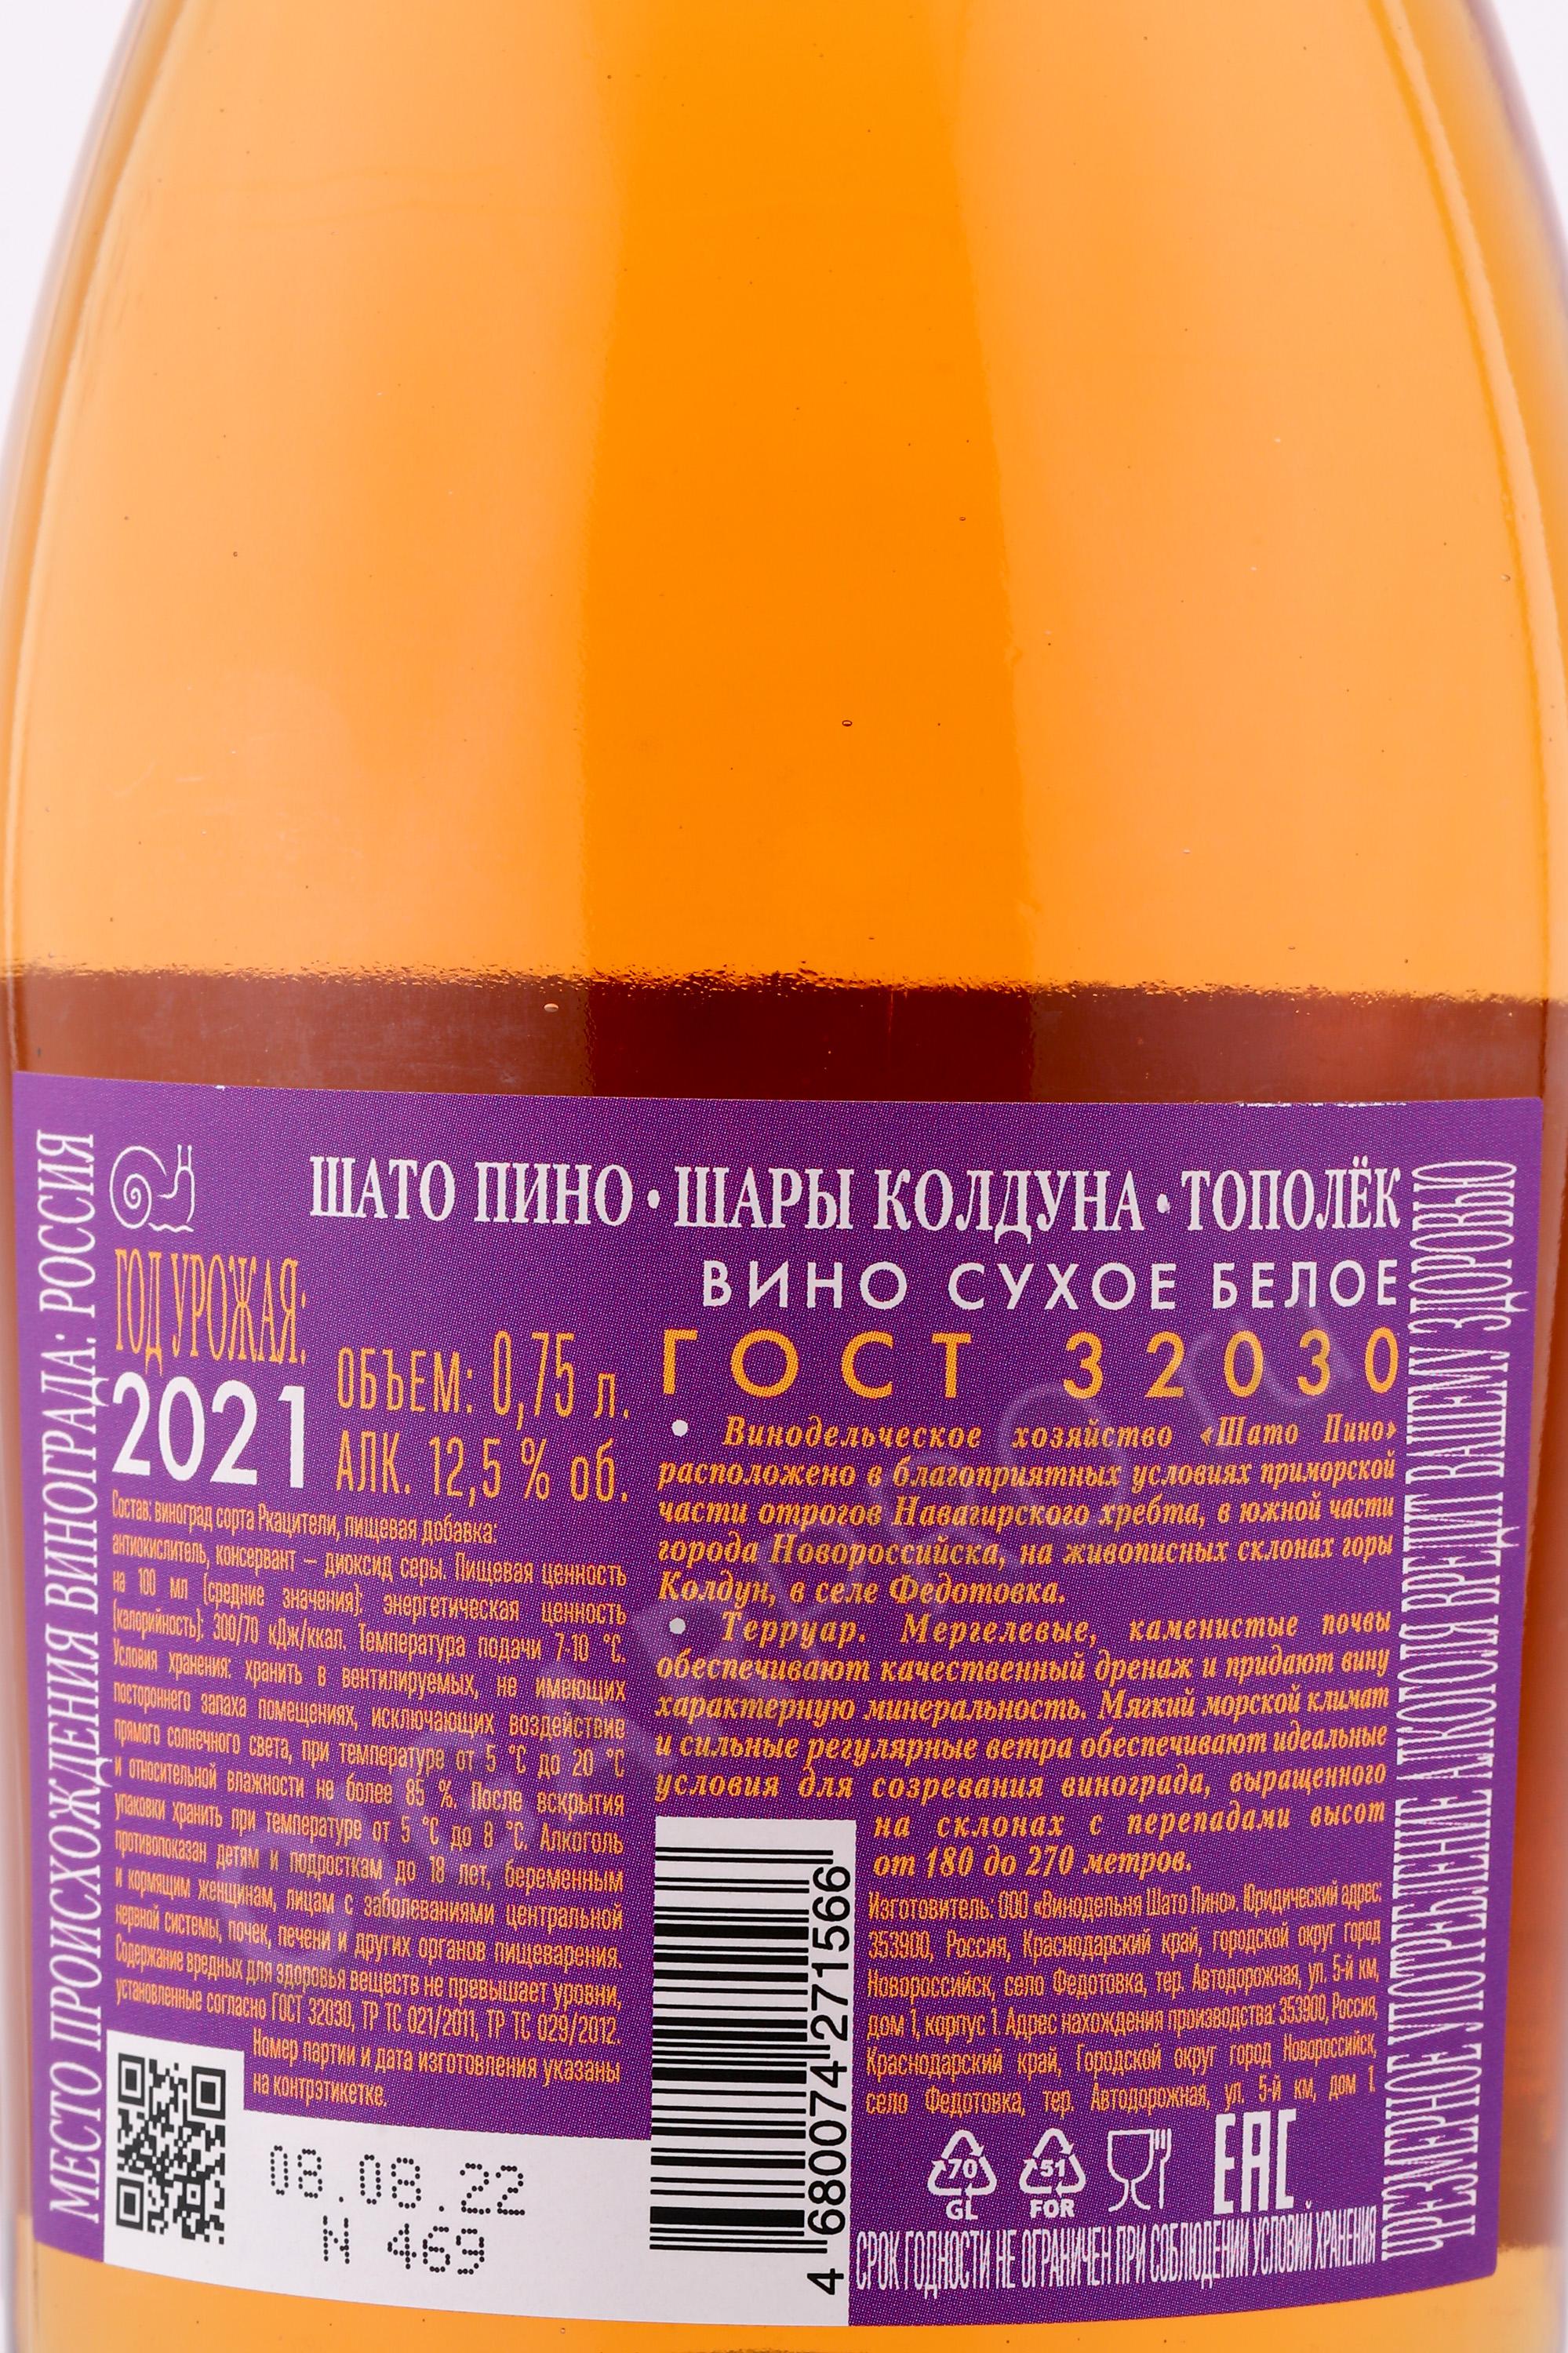 МЕСТО ПРОИСХОЖДЕНИЯ ВИНОГРАДА: РОССИЯ
ШАТО ПИНО • ШАРЫ КОЛДУНА • ТОПОЛЁК
ВИНО СУХОЕ БЕЛОЕ
ГОСТ 32030
ГОД УРОЖАЯ:
2021
ОБЪЕМ: 0,75 л.
АЛК. 12,5 % об.
Состав: виноград сорта Ркацители, пищевая добавка:
антиокислитель, консервант – диоксид серы. Пищевая ценность
на 100 мл (средние значения): энергетическая ценность
(калорийность): 300/70 кДж/ккал. Температура подачи 7-10 °С.
Условия хранения: хранить в вентилируемых, не имеющих
постороннего запаха помещениях, исключающих воздействие
прямого солнечного света, при температуре от 5 °С до 20 °С
и относительной влажности не более 85 %. После вскрытия
упаковки хранить при температуре от 5 °С до 8 °С. Алкоголь
противопоказан детям и подросткам до 18 лет, беременным
и кормящим женщинам, лицам с заболеваниями центральной
нервной системы, почек, печени и других органов пищеварения.
Содержание вредных для здоровья веществ не превышает уровни,
установленные согласно ГОСТ 32030, ТР ТС 021/2011, ТР ТС 029/2012.
Номер партии и дата изготовления указаны
на контрэтикетке.
08.08.22
N 469
• Винодельческое хозяйство «Шато Пино»
расположено в благоприятных условиях приморской
части отрогов Навагирского хребта, в южной части
города Новороссийска, на живописных склонах горы
Колдун, в селе Федотовка.
• Терруар. Мергелевые, каменистые почвы
обеспечивают качественный дренаж и придают вину
характерную минеральность. Мягкий морской климат
и сильные регулярные ветра обеспечивают идеальные
условия для созревания винограда, выращенного
на склонах с перепадами высот
от 180 до 270 метров.
Изготовитель: ООО «Винодельня Шато Пино». Юридический адрес:
353900, Россия, Краснодарский край, городской округ город
Новороссийск, село Федотовка, тер. Автодорожная, ул. 5-й км,
дом 1, корпус 1. Адрес нахождения производства: 353900, Россия,
Краснодарский край, Городской округ город Новороссийск,
село Федотовка, тер. Автодорожная, ул. 5-й км, дом 1.
4 680074 271566
70
GL
51
FOR
EAC
СРОК ГОДНОСТИ НЕ ОГРАНИЧЕН ПРИ СОБЛЮДЕНИИ УСЛОВИЙ ХРАНЕНИЯ
ЧРЕЗМЕРНОЕ УПОТРЕБЛЕНИЕ АЛКОГОЛЯ ВРЕДИТ ВАШЕМУ ЗДОРОВЬЮ